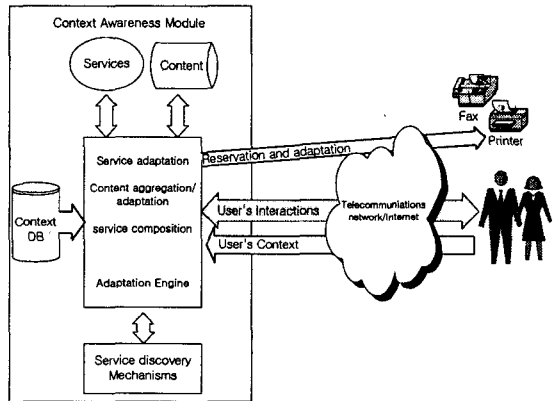 Context Awareness Module
Services
Content
Fax
Printer
Service adaptation
Reservation and adaptation
Content aggregation/
adaptation
Context
DB
service composition
User's Interactions
Telecommuniations
network/Internet
User's Context
Adaptation Engine
Service discovery
Mechanisms